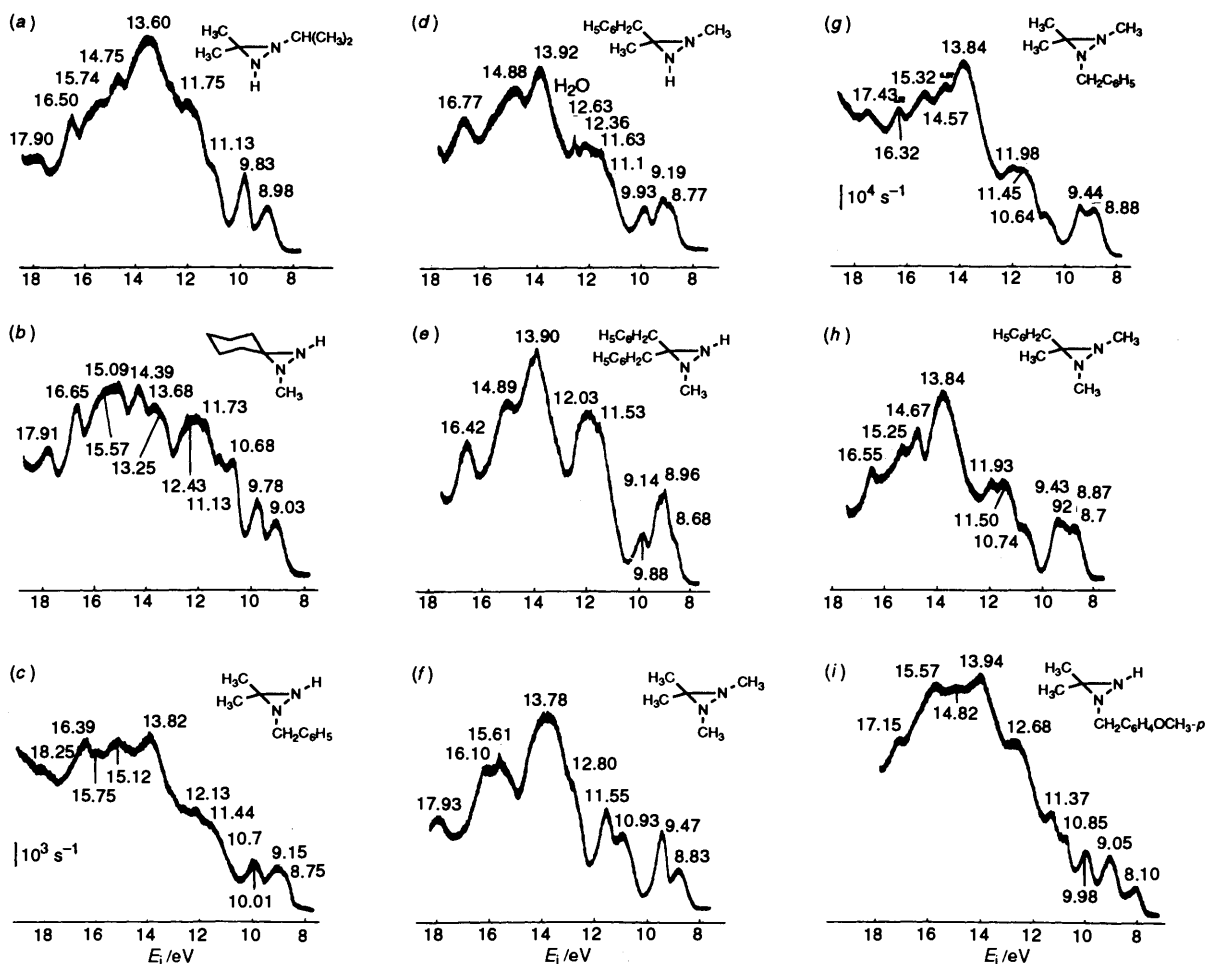 (a)
13.60
14.75
15.74
16.50
17.90
11.75
11.13
9.83
8.98
H₃C
H₃C
N
CH(CH₃)₂
N
H
18 16 14 12 10 8
(d)
13.92
14.88
H₂O
16.77
12.63
12.36
11.63
11.1
9.19
9.93
8.77
H₅C₆H₂C
H₃C
N
CH₃
N
H
18 16 14 12 10 8
(g)
13.84
15.32
17.43
14.57
16.32
11.98
11.45
10.64
9.44
8.88
10⁴ s⁻¹
H₃C
H₃C
N
CH₃
N
CH₂C₆H₅
18 16 14 12 10 8
(b)
15.09
14.39
13.68
16.65
17.91
15.57
13.25
11.73
10.68
12.43
11.13
9.78
9.03
N
H
N
CH₃
18 16 14 12 10 8
(e)
13.90
14.89
16.42
12.03
11.53
9.14
8.96
8.68
9.88
H₅C₆H₂C
H₅C₆H₂C
N
H
N
CH₃
18 16 14 12 10 8
(h)
13.84
14.67
15.25
16.55
11.93
11.50
10.74
9.43
92
8.87
8.7
H₅C₆H₂C
H₃C
N
CH₃
N
CH₃
18 16 14 12 10 8
(c)
13.82
16.39
18.25
15.75
15.12
12.13
11.44
10.7
9.15
8.75
10.01
10³ s⁻¹
H₃C
H₃C
N
H
N
CH₂C₆H₅
18 16 14 12 10 8
Eᵢ /eV
(f)
13.78
15.61
16.10
17.93
12.80
11.55
10.93
9.47
8.83
H₃C
H₃C
N
CH₃
N
CH₃
18 16 14 12 10 8
Eᵢ /eV
(i)
13.94
15.57
14.82
17.15
12.68
11.37
10.85
9.05
8.10
9.98
H₃C
H₃C
N
H
N
CH₂C₆H₄OCH₃-p
18 16 14 12 10 8
Eᵢ /eV